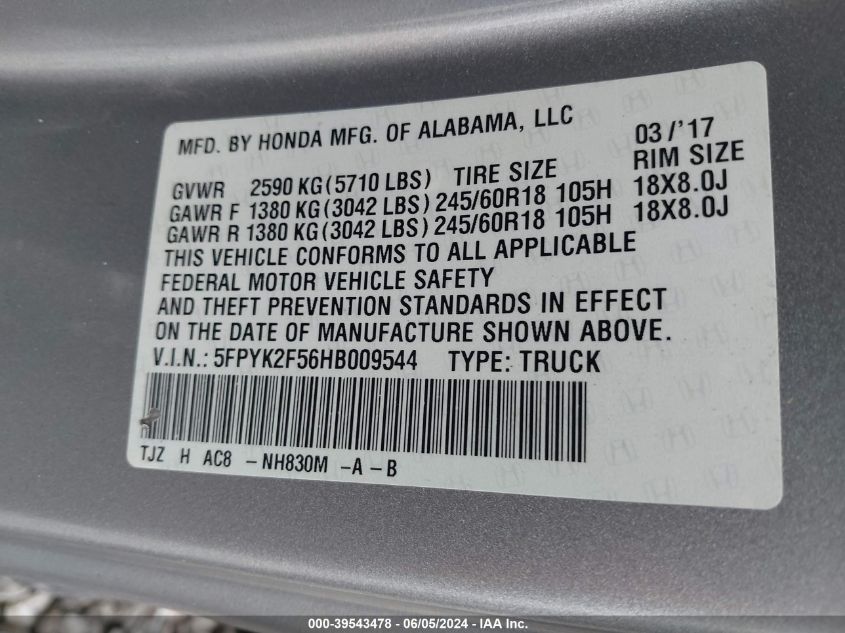 MFD. BY HONDA MFG. OF ALABAMA, LLC 03/'17
GVWR 2590 KG(5710 LBS) TIRE SIZE RIM SIZE
GAWR F 1380 KG(3042 LBS) 245/60R18 105H 18X8.0J
GAWR R 1380 KG(3042 LBS) 245/60R18 105H 18X8.0J
THIS VEHICLE CONFORMS TO ALL APPLICABLE
FEDERAL MOTOR VEHICLE SAFETY
AND THEFT PREVENTION STANDARDS IN EFFECT
ON THE DATE OF MANUFACTURE SHOWN ABOVE.
V.I.N.: 5FPYK2F56HB009544 TYPE: TRUCK
TJZ H AC8 - NH830M - A - B
000-39543478 - 06/05/2024 - IAA Inc.